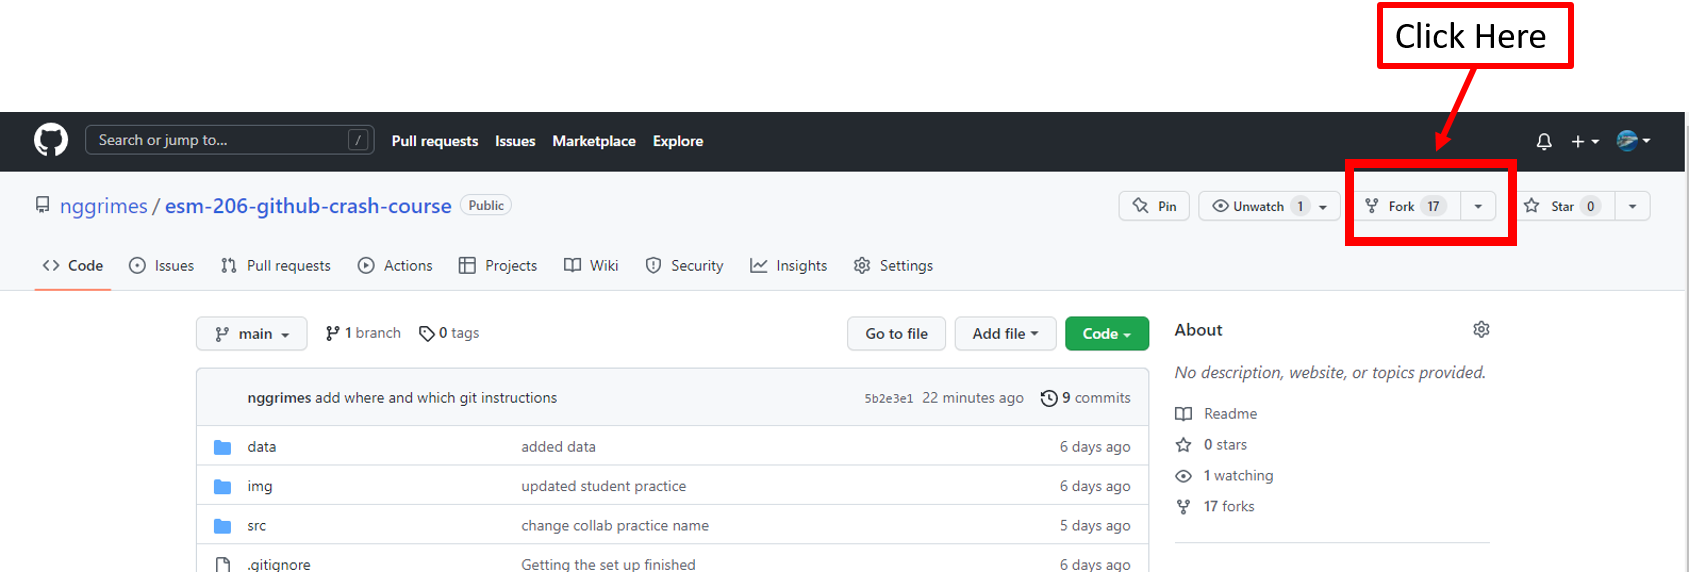 Click Here
Search or jump to... /
Pull requests Issues Marketplace Explore
nggrimes / esm-206-github-crash-course Public
Pin Unwatch 1 Fork 17 Star 0
Code Issues Pull requests Actions Projects Wiki Security Insights Settings
main 1 branch 0 tags Go to file Add file Code
nggrimes add where and which git instructions 5b2e3e1 22 minutes ago 9 commits
data added data 6 days ago
img updated student practice 6 days ago
src change collab practice name 5 days ago
.gitignore Getting the set up finished 6 days ago
About
No description, website, or topics provided.
Readme
0 stars
1 watching
17 forks